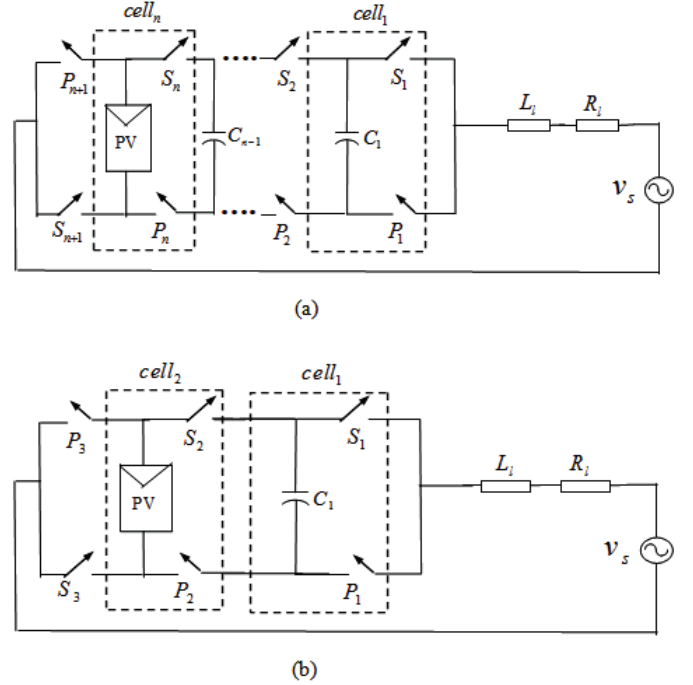 cell_n cell_1
P_{n+1} S_n S_2 S_1
L_l R_l
PV C_{n-1} C_1
v_s
S_{n+1} P_n P_2 P_1
(a)
cell_2 cell_1
P_3 S_2 S_1
L_l R_l
PV C_1
v_s
S_3 P_2 P_1
(b)